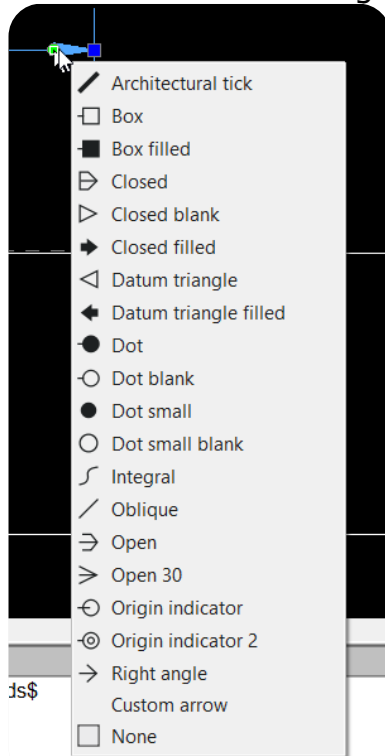 Architectural tick
Box
Box filled
Closed
Closed blank
Closed filled
Datum triangle
Datum triangle filled
Dot
Dot blank
Dot small
Dot small blank
Integral
Oblique
Open
Open 30
Origin indicator
Origin indicator 2
ds$
Right angle
Custom arrow
None